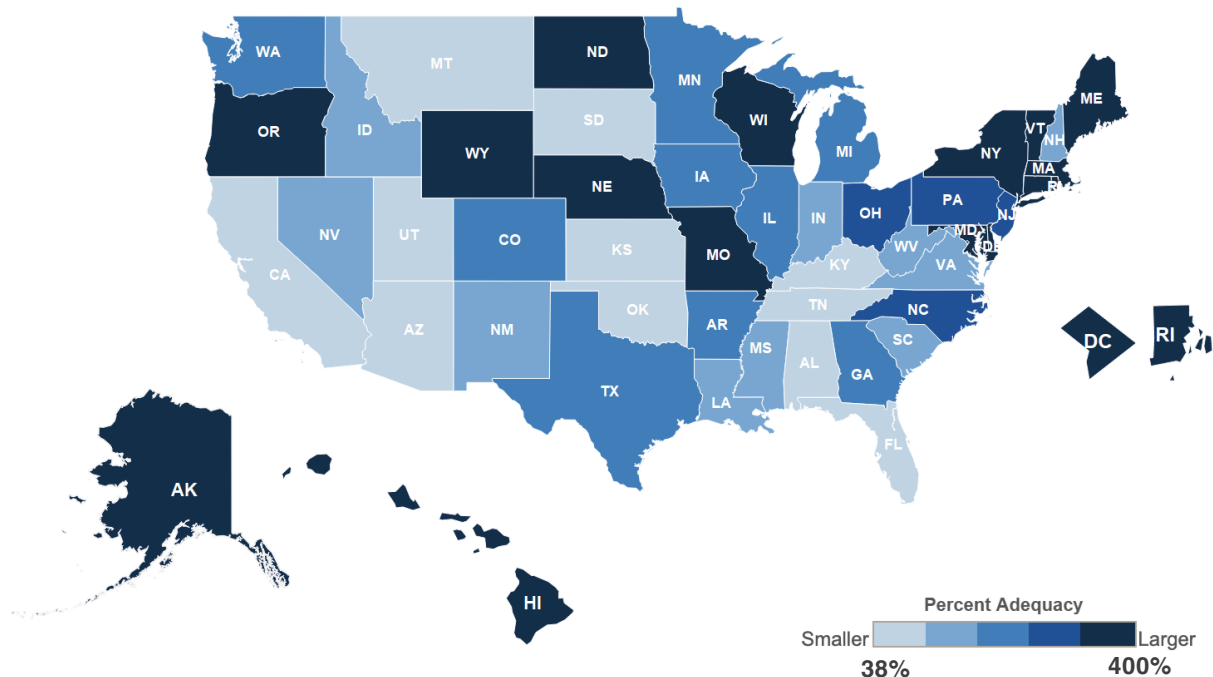 WA
MT
ND
MN
ME
OR
ID
SD
WI
VT
NH
WY
MI
NY
MA
NE
IA
PA
NV
UT
CO
IL
IN
OH
NJ
MD
DE
KS
MO
WV
VA
KY
CA
OK
TN
NC
AZ
NM
AR
SC
DC
RI
MS
AL
GA
TX
LA
FL
AK
HI
Percent Adequacy
Smaller
Larger
38%
400%